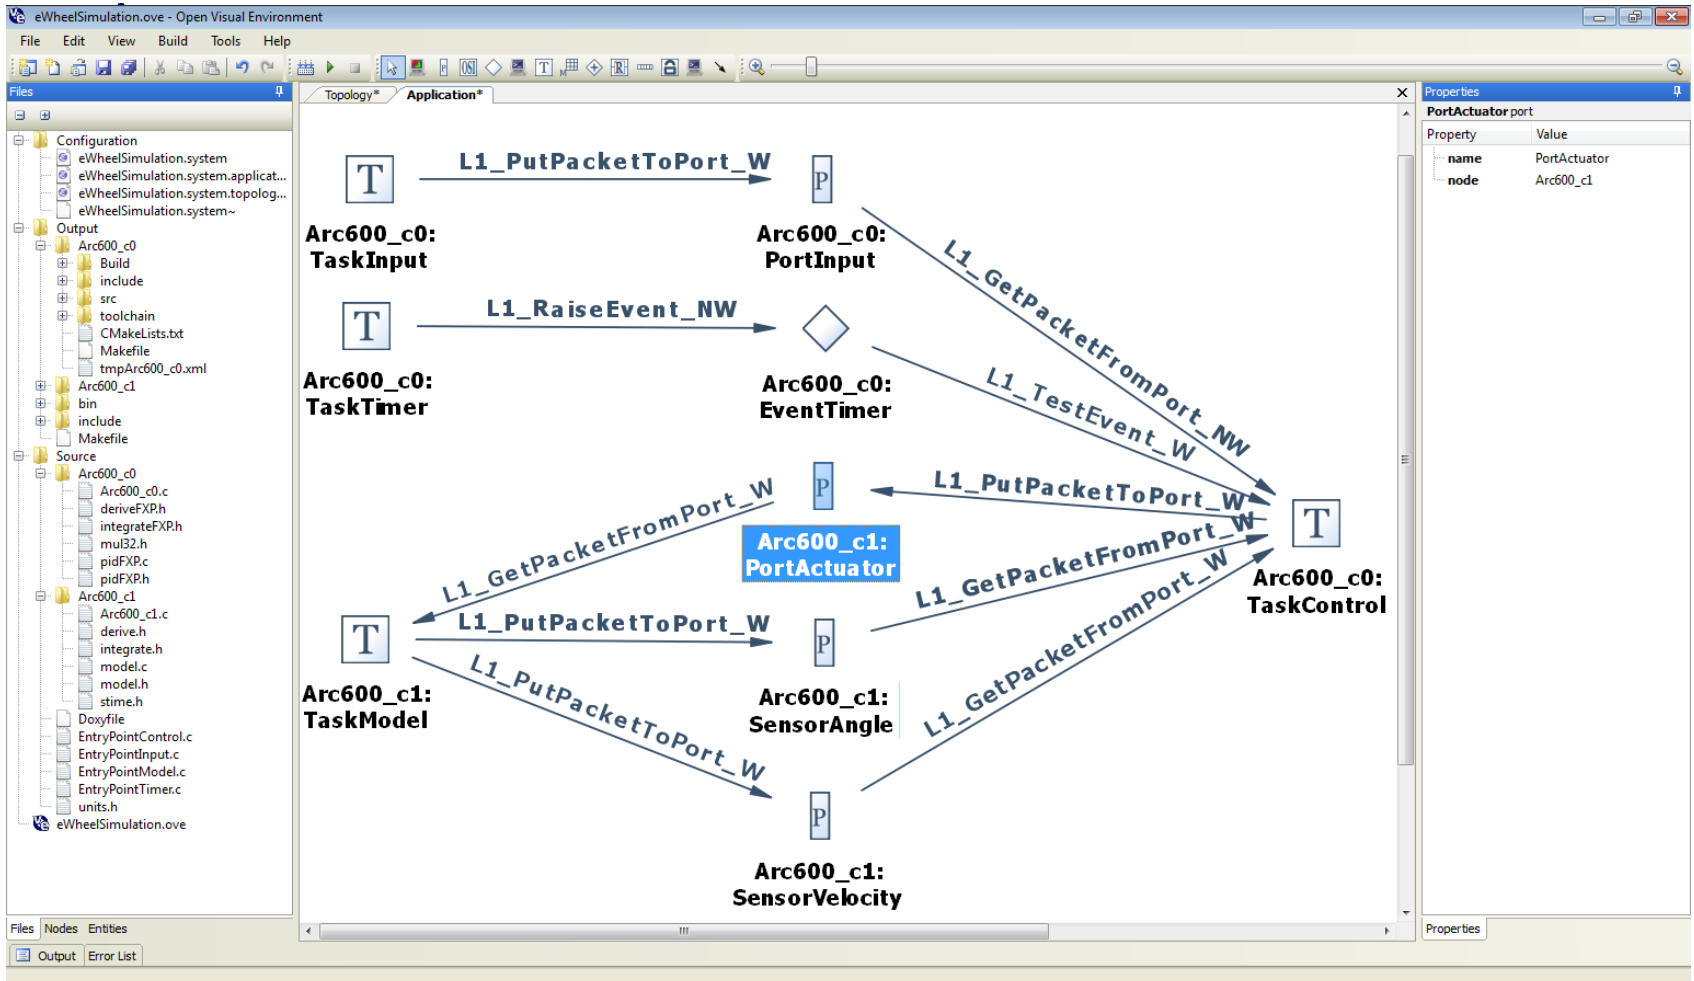 eWheelSimulation.ove - Open Visual Environment
File Edit View Build Tools Help
Files
Configuration
eWheelSimulation.system
eWheelSimulation.system.applicat...
eWheelSimulation.system.topolog...
eWheelSimulation.system~
Output
Arc600_c0
Build
include
src
toolchain
CMakeLists.txt
Makefile
tmpArc600_c0.xml
Arc600_c1
bin
include
Makefile
Source
Arc600_c0
Arc600_c0.c
deriveFXP.h
integrateFXP.h
mul32.h
pidFXP.c
pidFXP.h
Arc600_c1
Arc600_c1.c
derive.h
integrate.h
model.c
model.h
stime.h
Doxyfile
EntryPointControl.c
EntryPointInput.c
EntryPointModel.c
EntryPointTimer.c
units.h
eWheelSimulation.ove
Files Nodes Entities
Output Error List
Topology* Application*
T
L1_PutPacketToPort_W
P
Arc600_c0:
TaskInput
Arc600_c0:
PortInput
L1_GetPacketFromPort_NW
T
L1_RaiseEvent_NW
Arc600_c0:
TaskTimer
Arc600_c0:
EventTimer
L1_TestEvent_W
P
L1_PutPacketToPort_W
Arc600_c1:
PortActuator
L1_GetPacketFromPort_W
T
Arc600_c0:
TaskControl
L1_GetPacketFromPort_W
T
L1_PutPacketToPort_W
P
Arc600_c1:
TaskModel
Arc600_c1:
SensorAngle
L1_GetPacketFromPort_W
L1_PutPacketToPort_W
P
Arc600_c1:
SensorVelocity
Properties
PortActuator port
Property Value
name PortActuator
node Arc600_c1
Properties